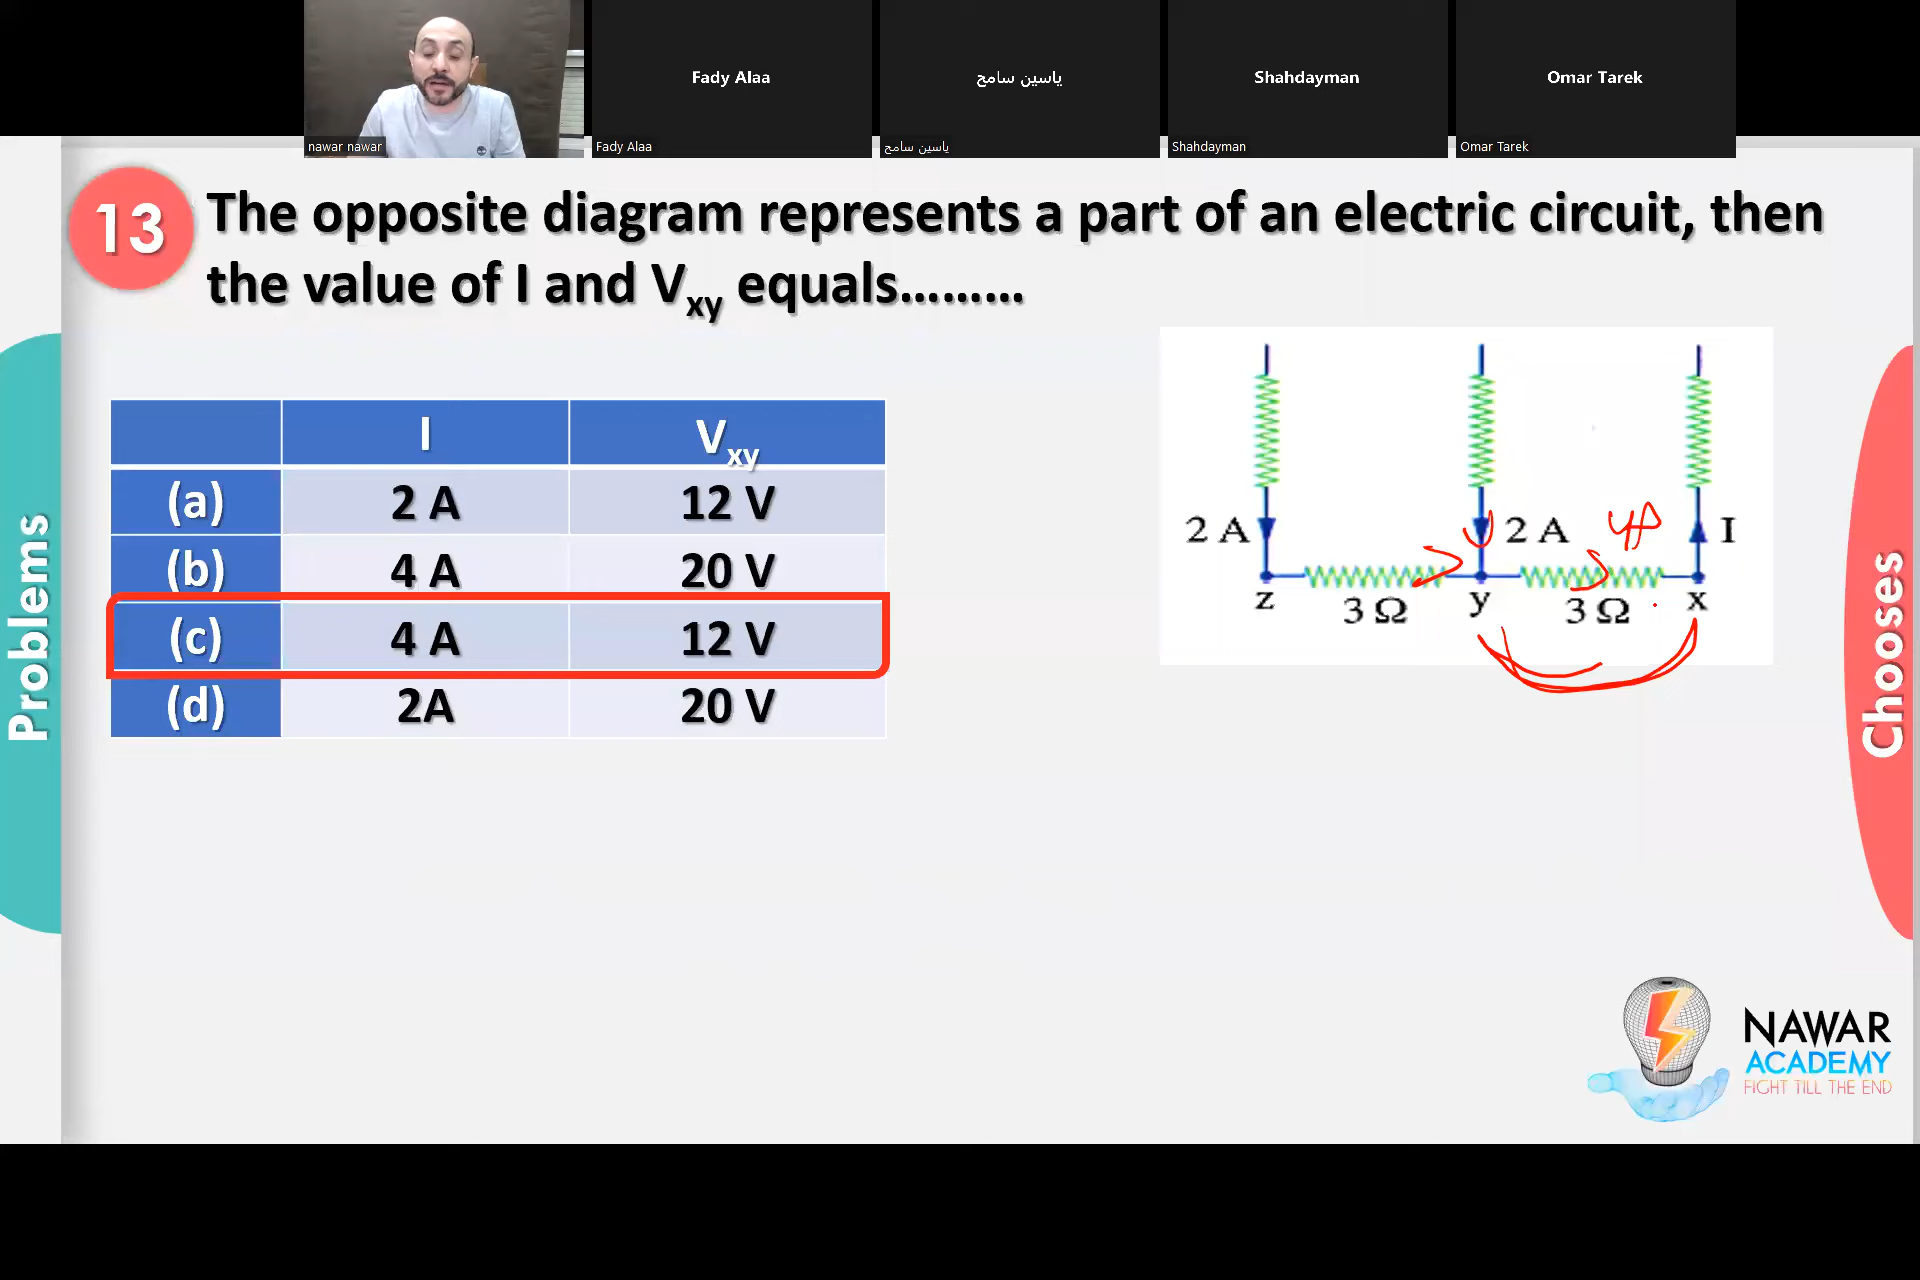 Fady Alaa
ياسين سامح
Shahdayman
Omar Tarek
nawar nawar
Fady Alaa
ياسين سامح
Shahdayman
Omar Tarek
13
The opposite diagram represents a part of an electric circuit, then
the value of I and Vxy equals.........
I Vxy
(a) 2 A 12 V
(b) 4 A 20 V
(c) 4 A 12 V
(d) 2A 20 V
2 A 2 A 4A I
z 3 Ω y 3 Ω x
Problems
Chooses
NAWAR
ACADEMY
FIGHT TILL THE END